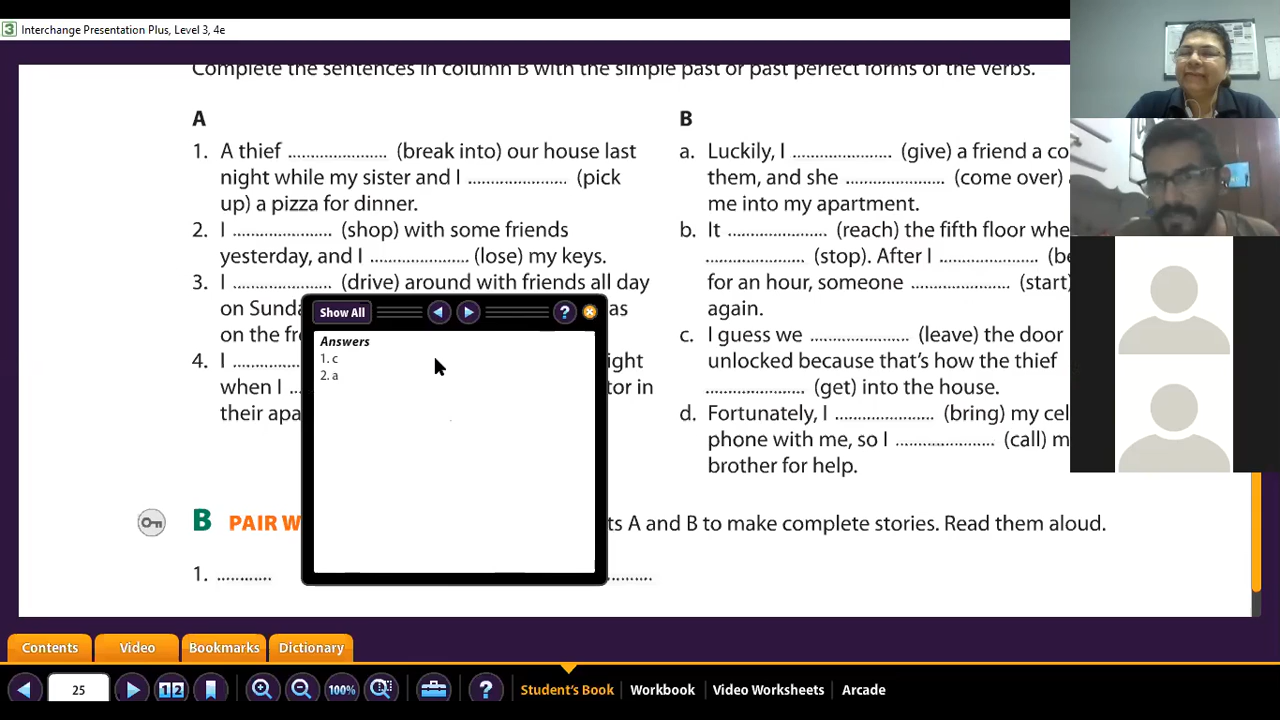 Interchange Presentation Plus, Level 3, 4e
Complete the sentences in column B with the simple past or past perfect forms of the verbs.
A
1. A thief .................... (break into) our house last
night while my sister and I .................... (pick
up) a pizza for dinner.
2. I .................... (shop) with some friends
yesterday, and I .................... (lose) my keys.
3. I .................... (drive) around with friends all day
on Sund as
on the fre
4. I .................... ight
when I ... tor in
their apa
B
a. Luckily, I .................... (give) a friend a co
them, and she .................... (come over)
me into my apartment.
b. It .................... (reach) the fifth floor whe
.................... (stop). After I .................... (be
for an hour, someone .................... (start)
again.
c. I guess we .................... (leave) the door
unlocked because that's how the thief
.................... (get) into the house.
d. Fortunately, I .................... (bring) my cel
phone with me, so I .................... (call) m
brother for help.
Show All
?
Answers
1. c
2. a
B PAIR W ts A and B to make complete stories. Read them aloud.
1. ............ ............
Contents Video Bookmarks Dictionary
25 1 2 100% ? Student's Book Workbook Video Worksheets Arcade